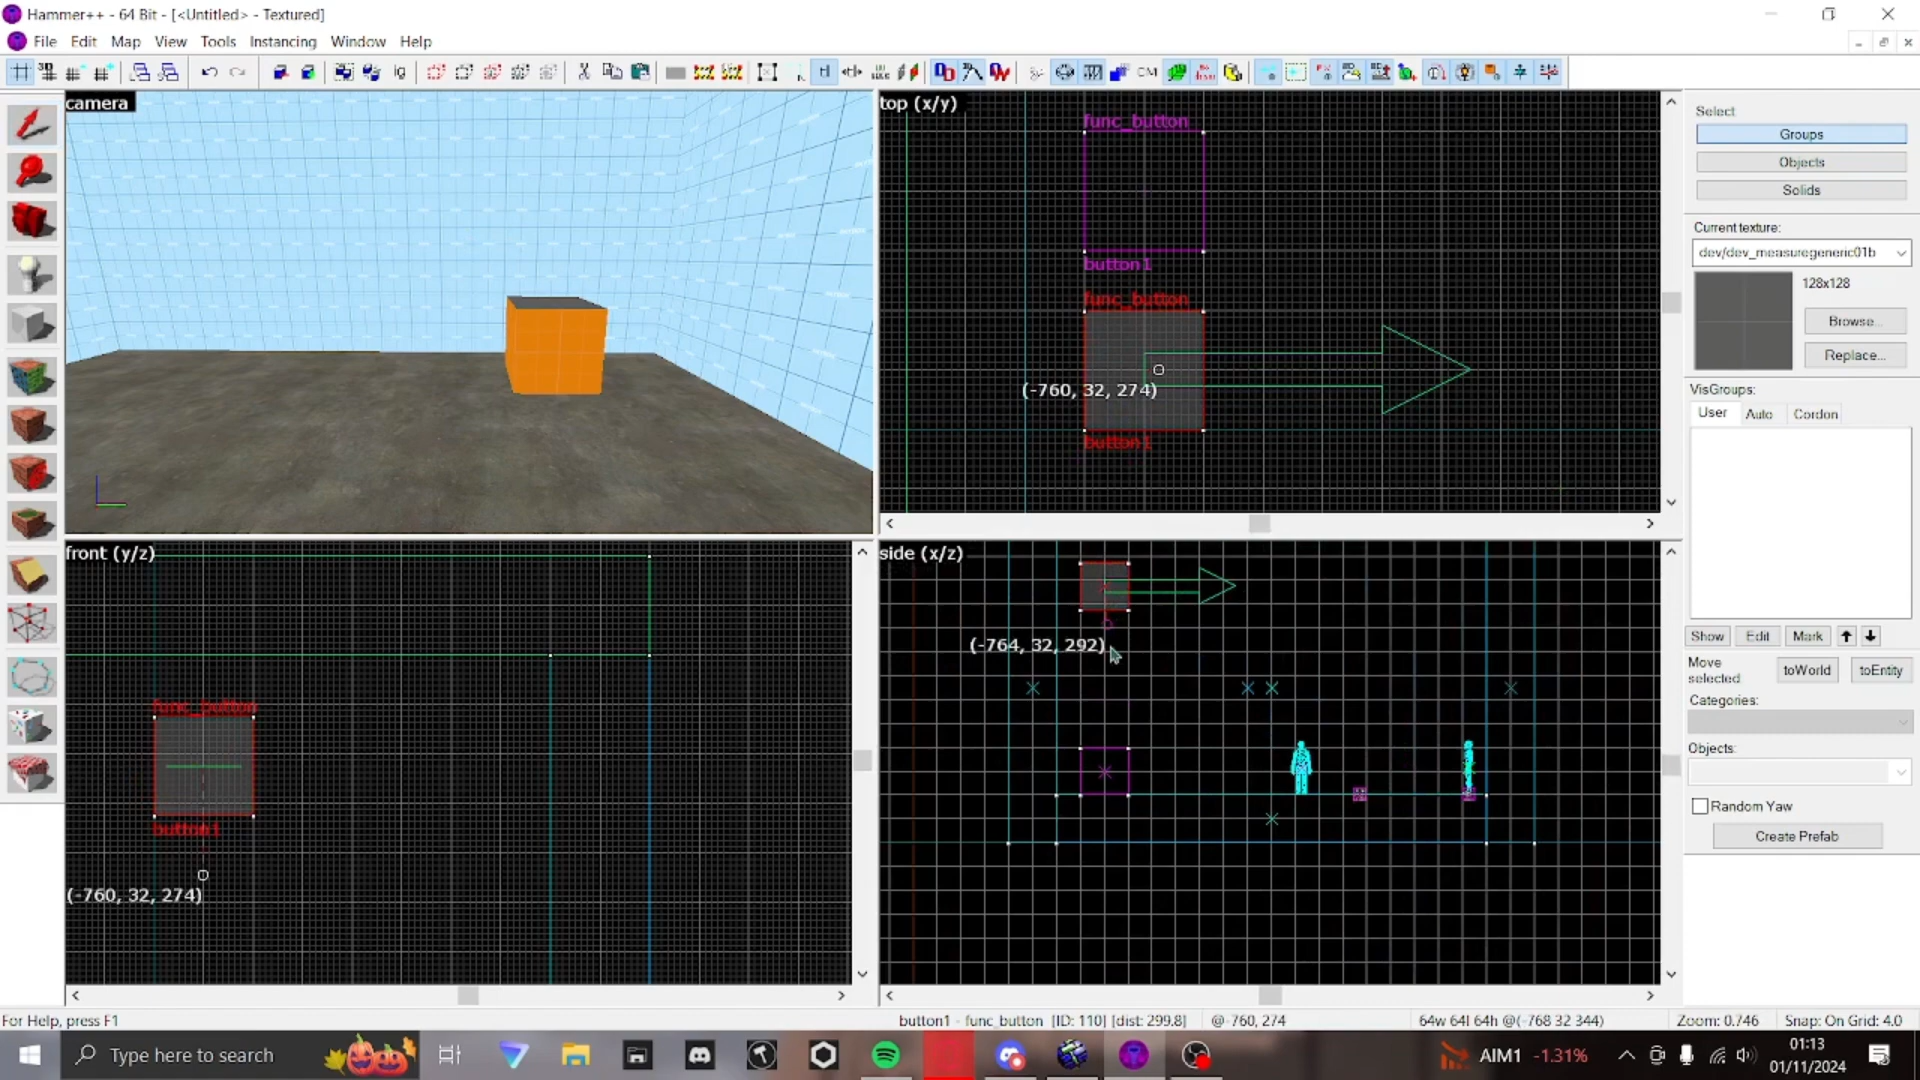 Hammer++ - 64 Bit - [<Untitled> - Textured]
File Edit Map View Tools Instancing Window Help
camera
top (x/y)
func_button
button1
func_button
(-760, 32, 274)
button1
front (y/z)
func_button
button1
(-760, 32, 274)
side (x/z)
(-764, 32, 292)
Select
Groups
Objects
Solids
Current texture:
dev/dev_measuregeneric01b
128x128
Browse...
Replace...
VisGroups:
User Auto Cordon
Show Edit Mark
Move selected
toWorld toEntity
Categories:
Objects:
Random Yaw
Create Prefab
For Help, press F1
button1 - func_button [ID: 110] [dist: 299.8]
@-760, 274
64w 64l 64h @(-768 32 344)
Zoom: 0.746
Snap: On Grid: 4.0
Type here to search
AIM1 -1.31%
01:13
01/11/2024